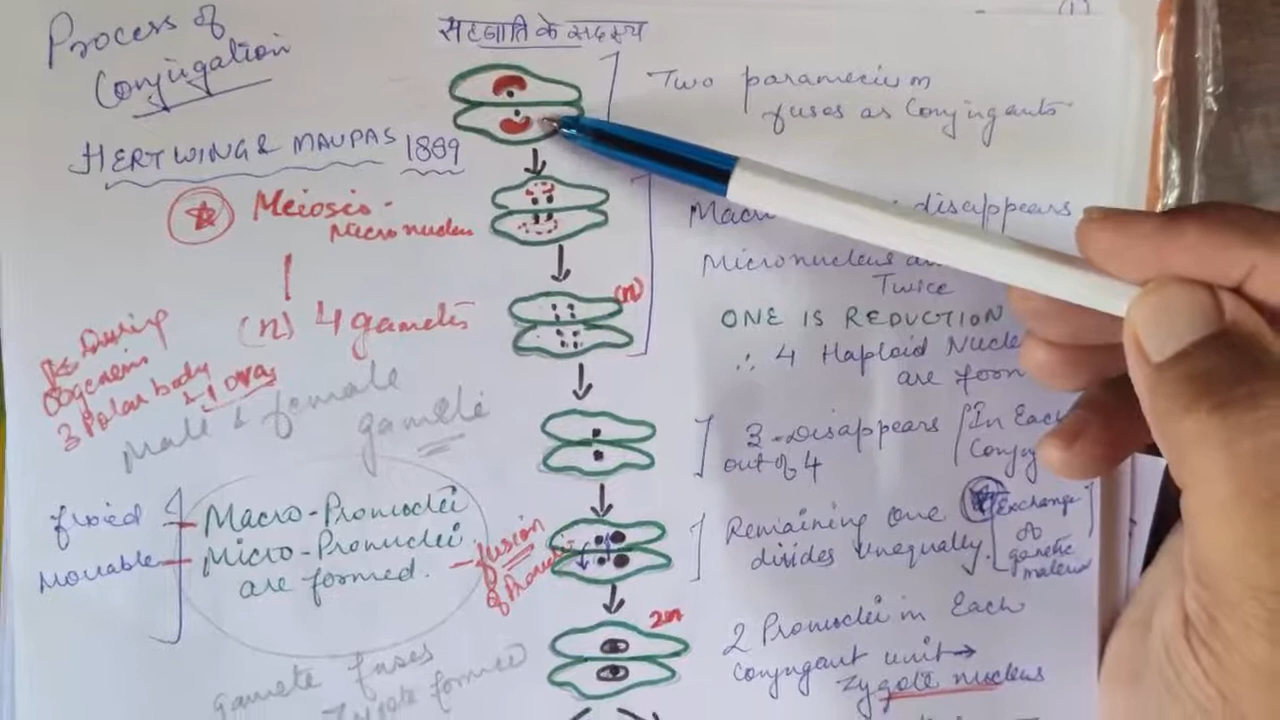 Process of
Conjugation
HERTWING & MAUPAS 1889
Meiosis -
Micronucleus
(n) 4 gametes
During
oogenesis
3 Polar body
1 ova
Male & female
gamete
fixed
Movable
Macro-Pronuclei
Micro-Pronuclei
are formed.
fusion
of Pronuclei
gamete fuses
Zygote formed
सहजाति के सदस्य
(n)
2n
Two paramecium
fuses as Conjugants
disappears
Micronucleus
Twice
ONE IS REDUCTION
∴ 4 Haploid
are
3-Disappears
out of 4
In Each
Remaining one
divides unequally.
Exchange
of
genetic
material
2 Pronuclei in Each
Conjugant unit →
Zygote nucleus